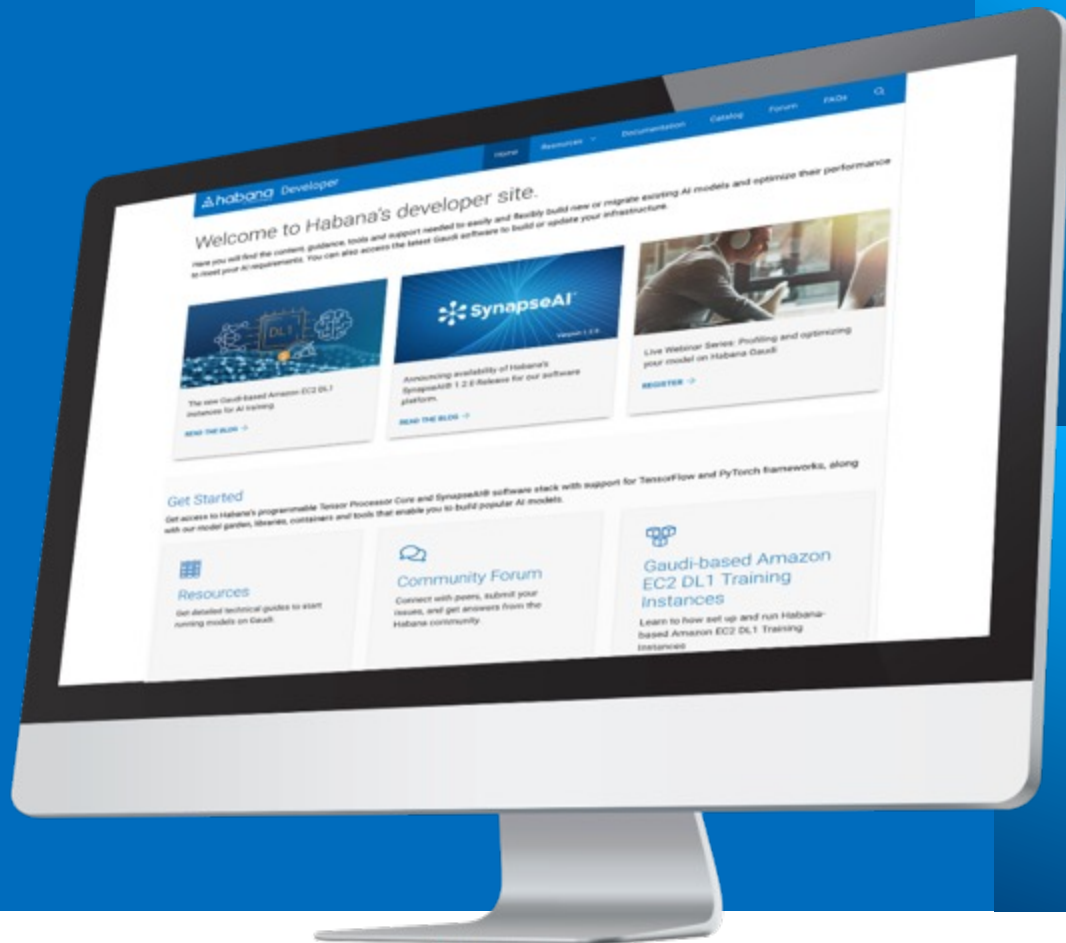 habana Developer
Home Resources Documentation Catalog Forum FAQs
Welcome to Habana's developer site.
Here you will find the content, guidance, tools and support needed to easily and flexibly build new or migrate existing AI models and optimize their performance
to meet your AI requirements. You can also access the latest Gaudi software to build or update your infrastructure.
DL1
The new Gaudi-based Amazon EC2 DL1
instances for AI training
READ THE BLOG →
SynapseAI
Version 1.2.0
Announcing availability of Habana's
SynapseAI® 1.2.0 Release for our software
platform.
READ THE BLOG →
Live Webinar Series: Profiling and optimizing
your model on Habana Gaudi
REGISTER →
Get Started
Get access to Habana's programmable Tensor Processor Core and SynapseAI® software stack with support for TensorFlow and PyTorch frameworks, along
with our model garden, libraries, containers and tools that enable you to build popular AI models.
Resources
Get detailed technical guides to start
running models on Gaudi.
Community Forum
Connect with peers, submit your
issues, and get answers from the
Habana community.
Gaudi-based Amazon
EC2 DL1 Training
Instances
Learn to how set up and run Habana-
based Amazon EC2 DL1 Training
Instances